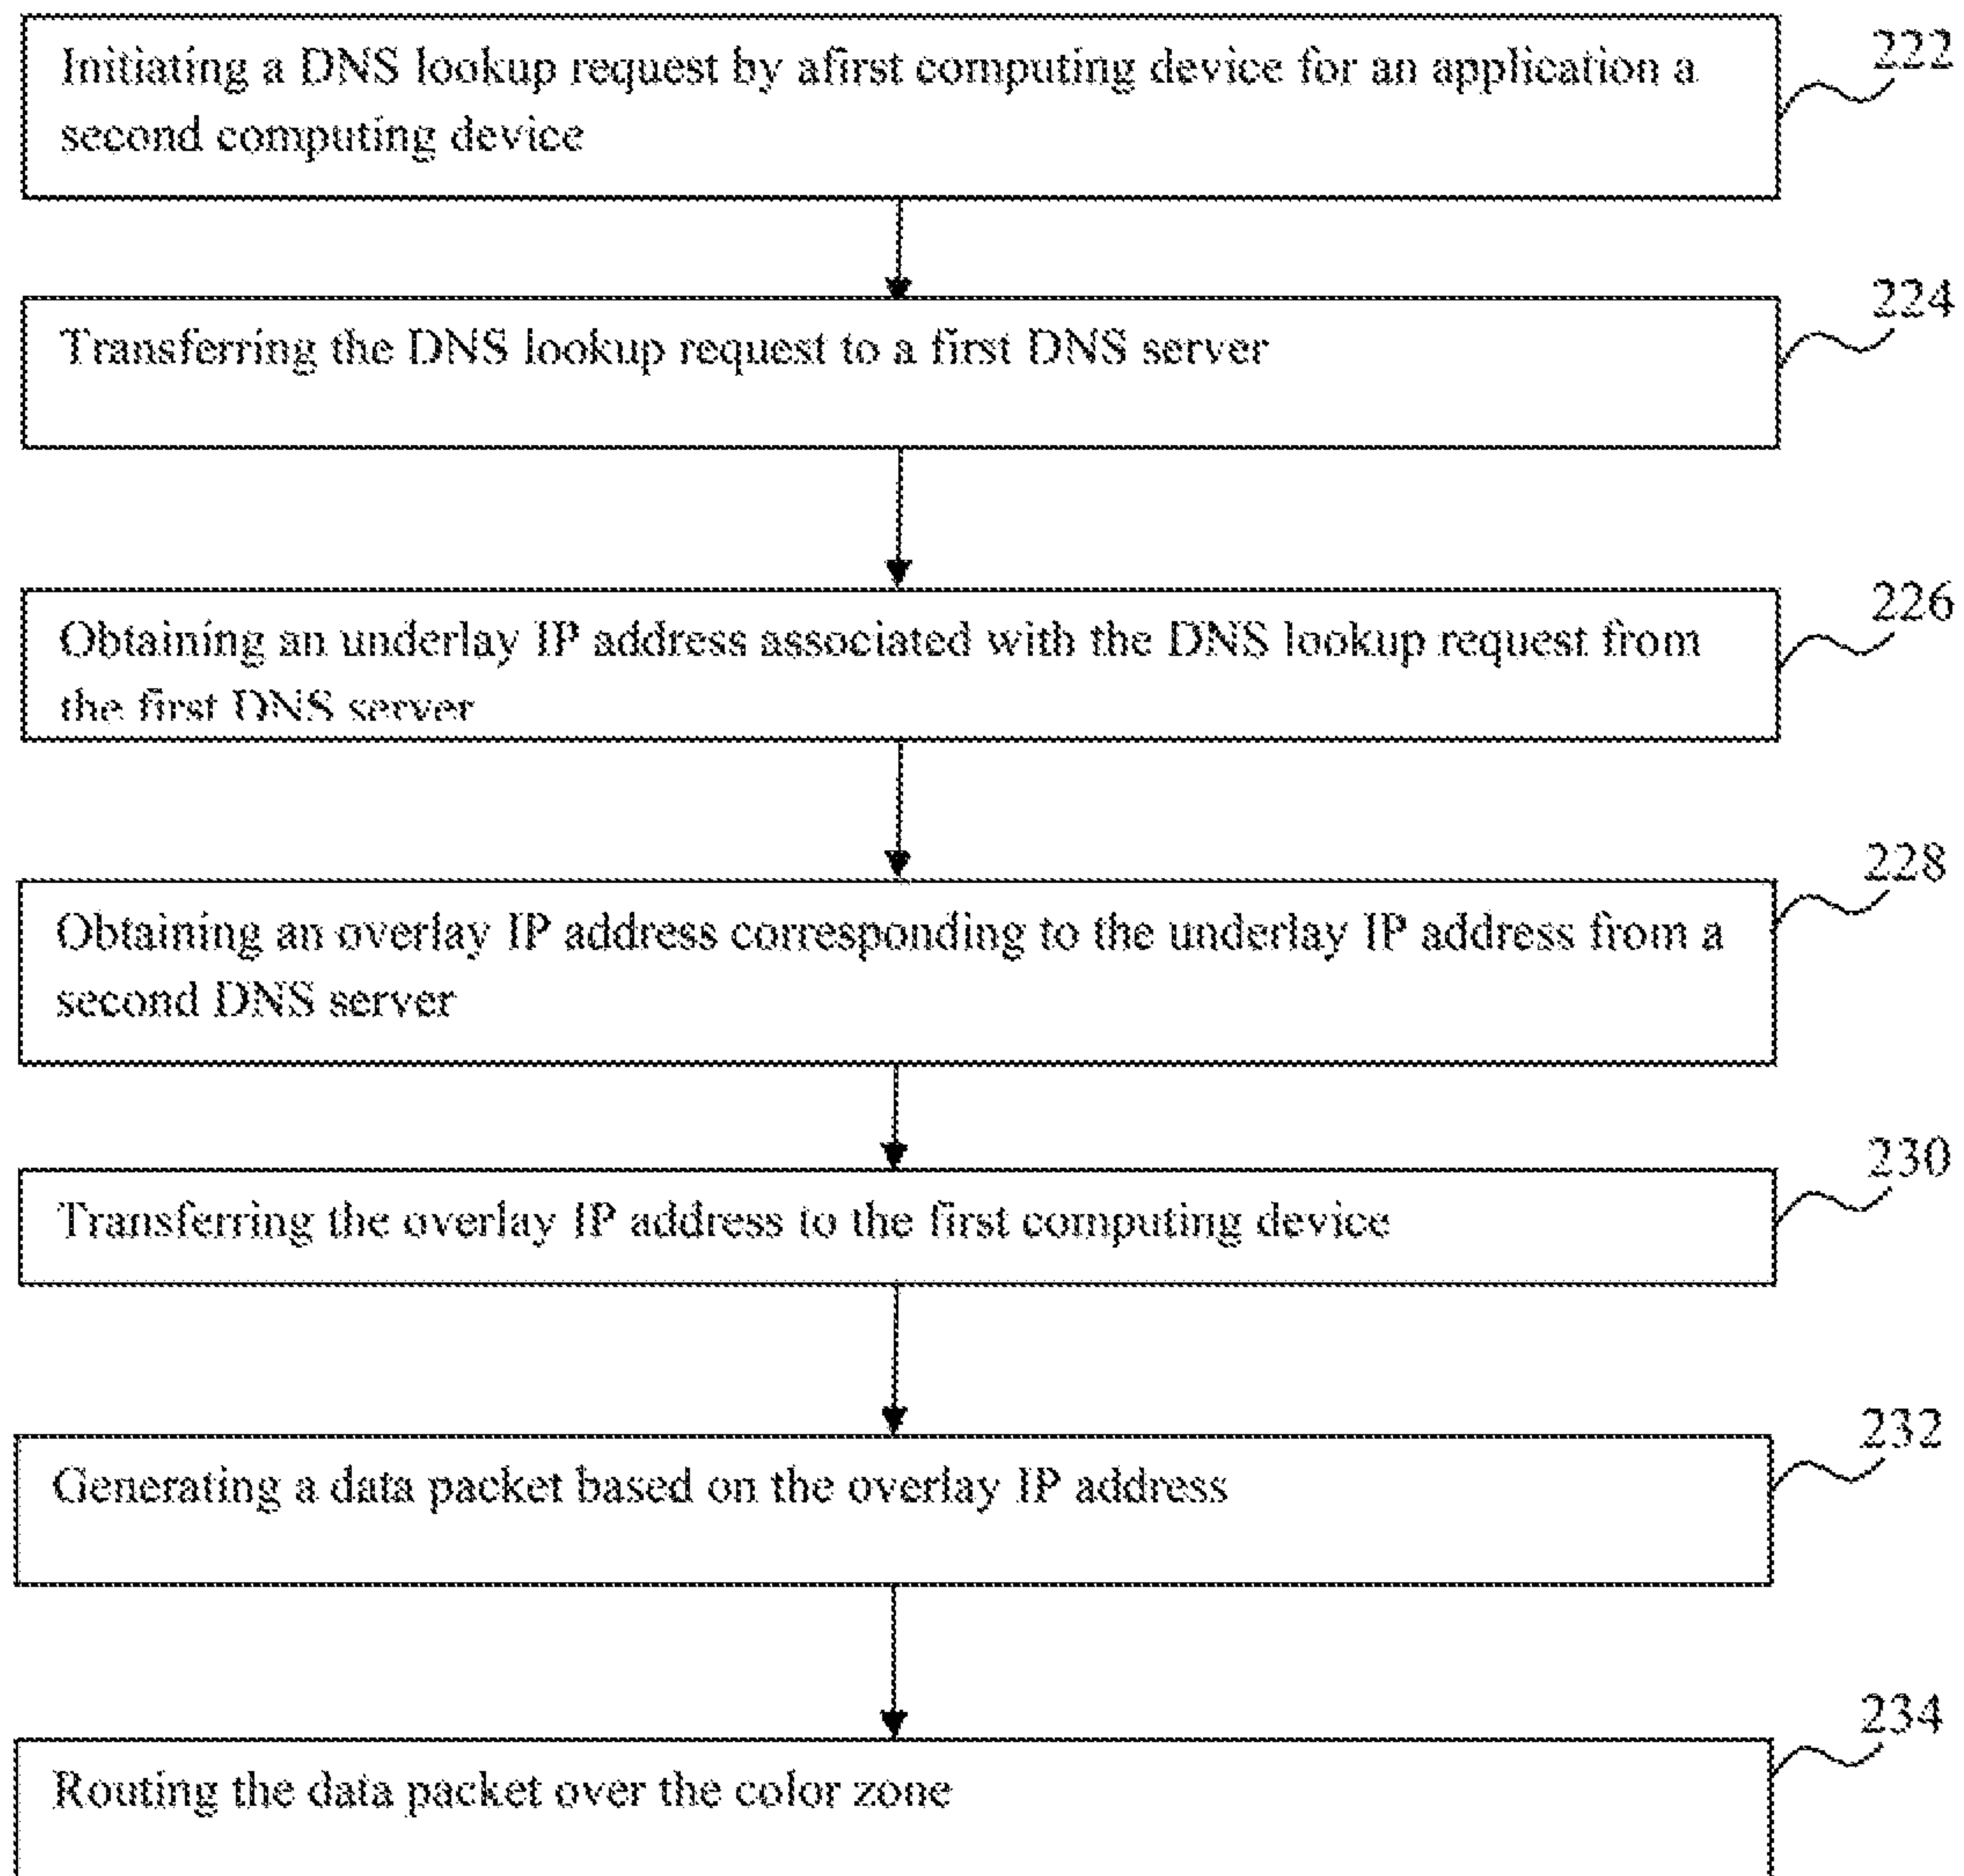 Initiating a DNS lookup request by afirst computing device for an application a
second computing device
222
Transferring the DNS lookup request to a first DNS server
224
Obtaining an underlay IP address associated with the DNS lookup request from
the first DNS server
226
Obtaining an overlay IP address corresponding to the underlay IP address from a
second DNS server
228
Transferring the overlay IP address to the first computing device
230
Generating a data packet based on the overlay IP address
232
Routing the data packet over the color zone
234